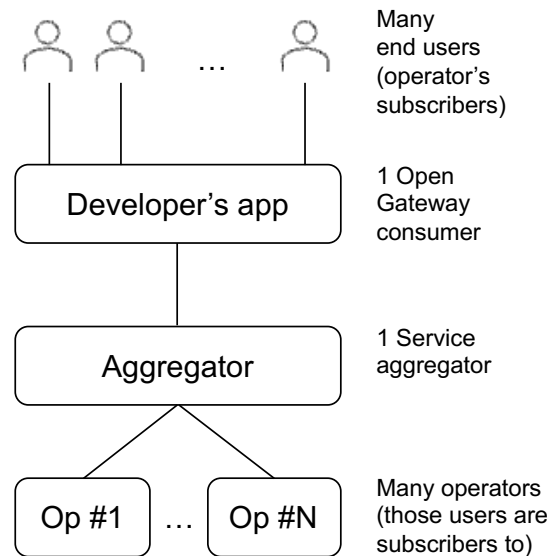 Many
end users
(operator’s
subscribers)
…
Developer’s app
1 Open
Gateway
consumer
Aggregator
1 Service
aggregator
Op #1
…
Op #N
Many operators
(those users are
subscribers to)